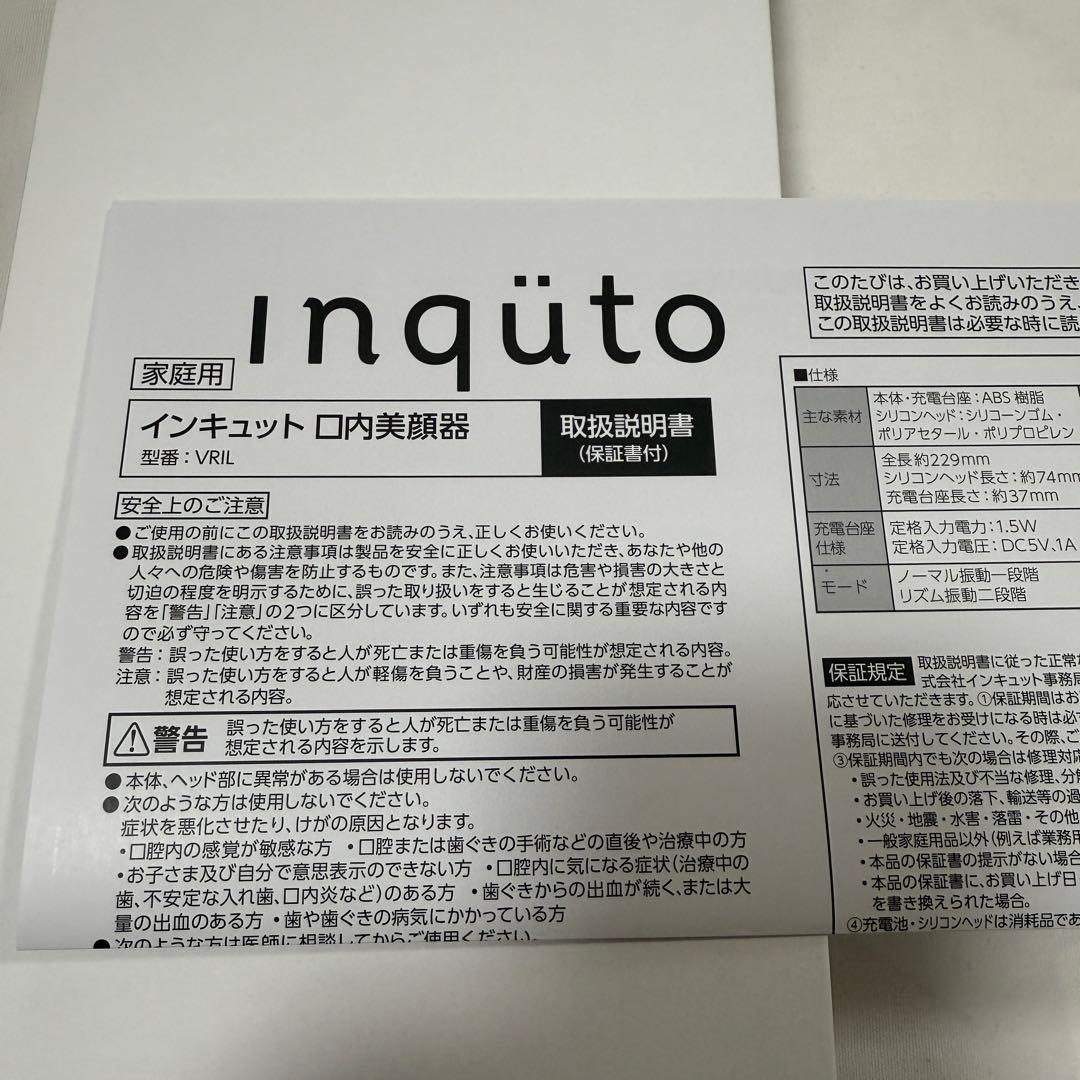 inqüto
家庭用
インキュット 口内美顔器
型番：VRIL
取扱説明書
(保証書付)
安全上のご注意
●ご使用の前にこの取扱説明書をお読みのうえ、正しくお使いください。
●取扱説明書にある注意事項は製品を安全に正しくお使いいただき、あなたや他の
人々への危険や傷害を防止するものです。また、注意事項は危害や損害の大きさと
切迫の程度を明示するために、誤った取り扱いをすると生じることが想定される内
容を「警告」「注意」の2つに区分しています。いずれも安全に関する重要な内容です
ので必ず守ってください。
警告：誤った使い方をすると人が死亡または重傷を負う可能性が想定される内容。
注意：誤った使い方をすると人が軽傷を負うことや、財産の損害が発生することが
想定される内容。
警告
誤った使い方をすると人が死亡または重傷を負う可能性が
想定される内容を示します。
●本体、ヘッド部に異常がある場合は使用しないでください。
●次のような方は使用しないでください。
症状を悪化させたり、けがの原因となります。
・口腔内の感覚が敏感な方 ・口腔または歯ぐきの手術などの直後や治療中の方
・お子さま及び自分で意思表示のできない方 ・口腔内に気になる症状(治療中の
歯、不安定な入れ歯、口内炎など)のある方 ・歯ぐきからの出血が続く、または大
量の出血のある方 ・歯や歯ぐきの病気にかかっている方
●次のような方は医師に相談してからご使用ください。
このたびは、お買い上げいただき
取扱説明書をよくお読みのうえ、
この取扱説明書は必要な時に読
■仕様
主な素材
本体・充電台座：ABS 樹脂
シリコンヘッド：シリコーンゴム・
ポリアセタール・ポリプロピレン
寸法
全長 約229mm
シリコンヘッド長さ：約74mm
充電台座長さ：約37mm
充電台座
仕様
定格入力電力：1.5W
定格入力電圧：DC5V、1A
モード
ノーマル振動一段階
リズム振動二段階
保証規定
取扱説明書に従った正常な
式会社インキュット事務局
応させていただきます。①保証期間はお
に基づいた修理をお受けになる時は必ず
事務局に送付してください。その際、ご
③保証期間内でも次の場合は修理対応
・誤った使用法及び不当な修理、分解
・お買い上げ後の落下、輸送等の過
・火災・地震・水害・落雷・その他
・一般家庭用品以外(例えば業務用
・本品の保証書の提示がない場合
・本品の保証書に、お買い上げ日
を書き換えられた場合。
④充電池・シリコンヘッドは消耗品であ